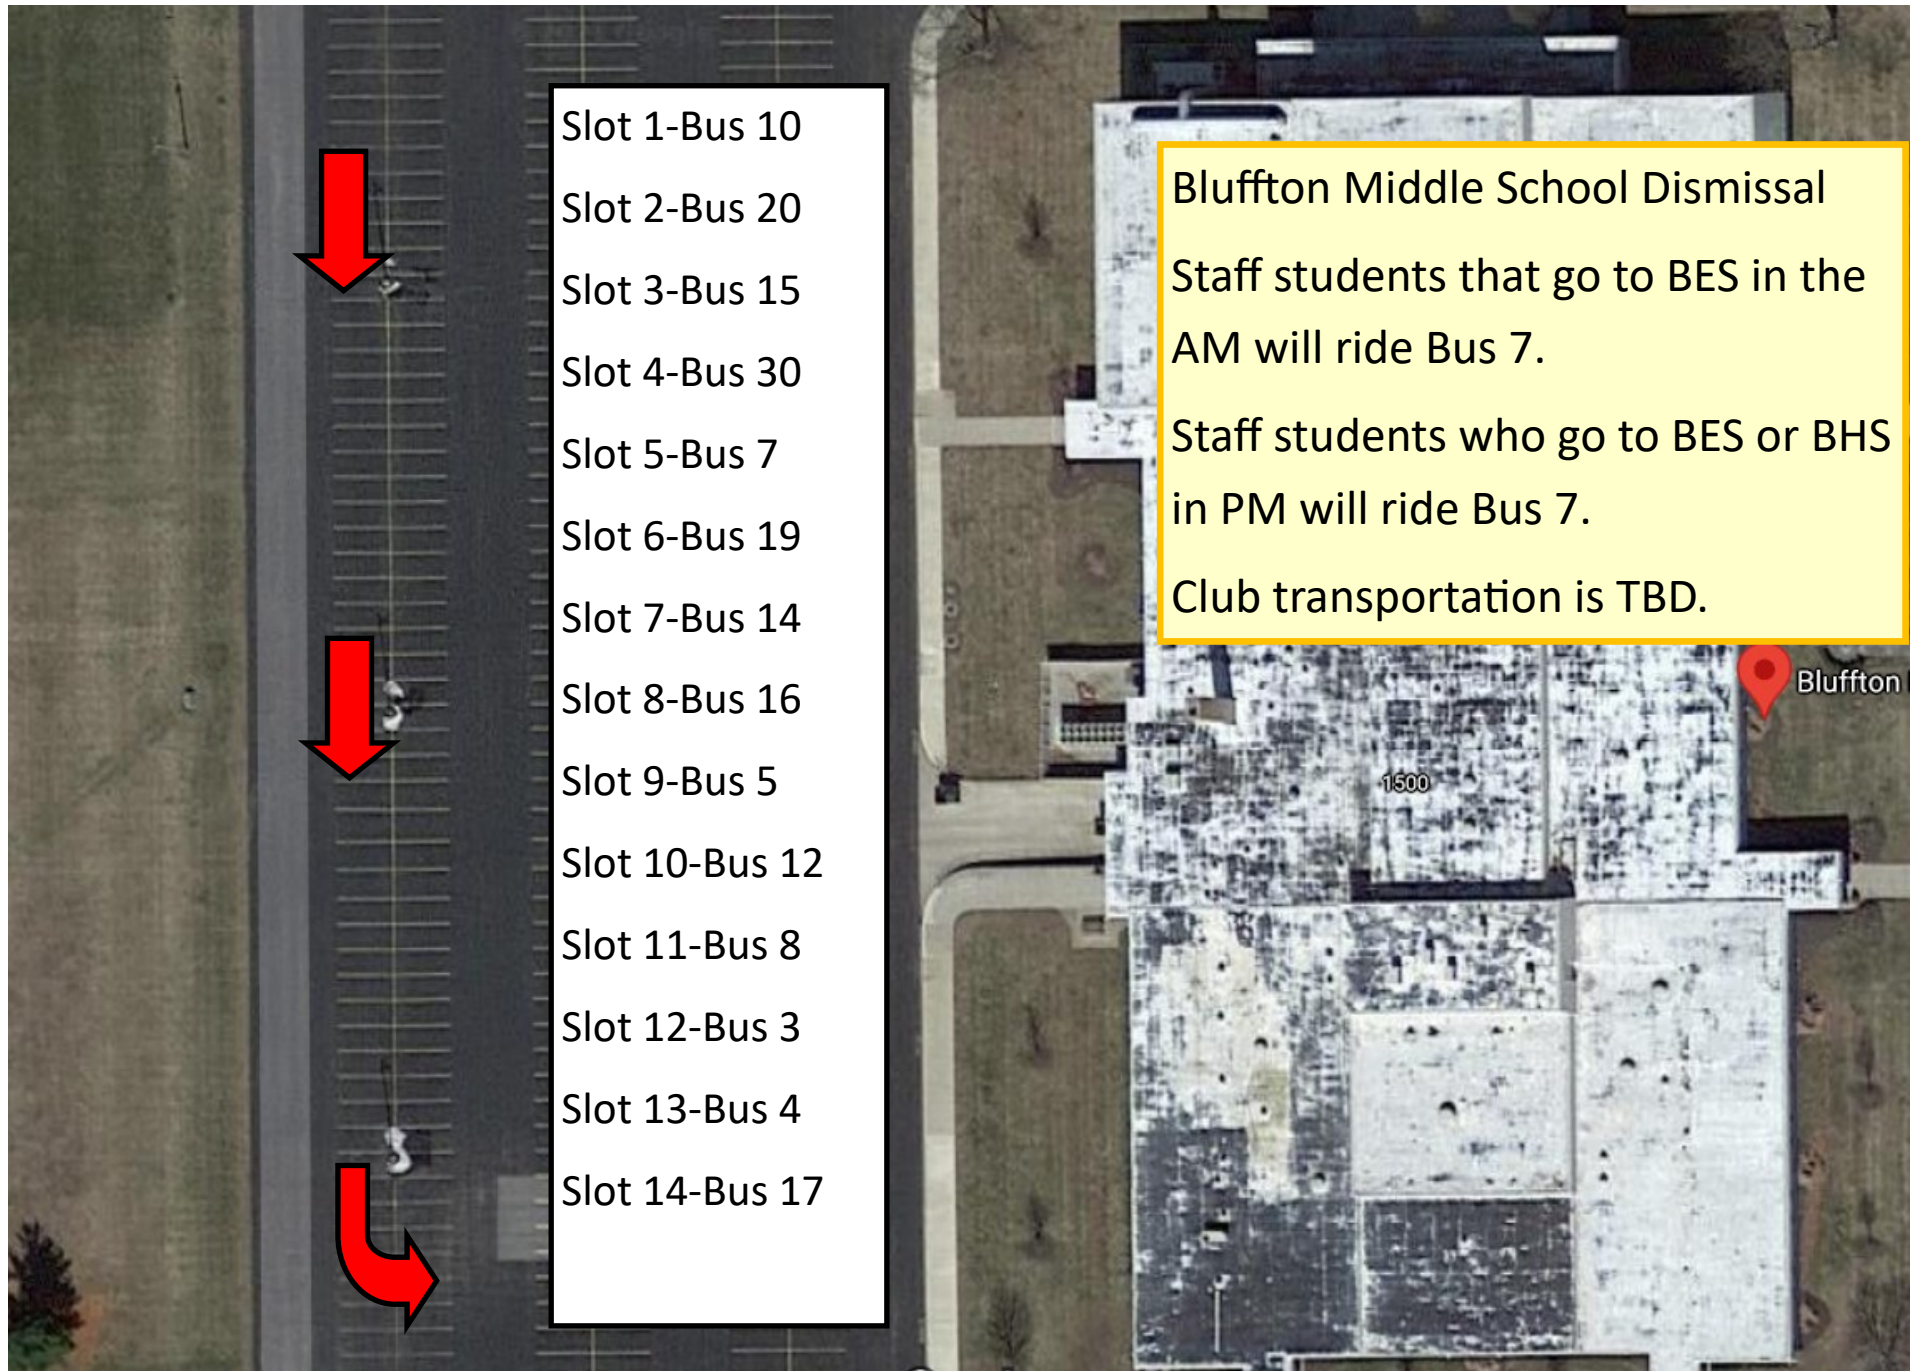 Slot 1-Bus 10
Slot 2-Bus 20
Slot 3-Bus 15
Slot 4-Bus 30
Slot 5-Bus 7
Slot 6-Bus 19
Slot 7-Bus 14
Slot 8-Bus 16
Slot 9-Bus 5
Slot 10-Bus 12
Slot 11-Bus 8
Slot 12-Bus 3
Slot 13-Bus 4
Slot 14-Bus 17
Bluffton Middle School Dismissal
Staff students that go to BES in the
AM will ride Bus 7.
Staff students who go to BES or BHS
in PM will ride Bus 7.
Club transportation is TBD.
Bluffton
1500